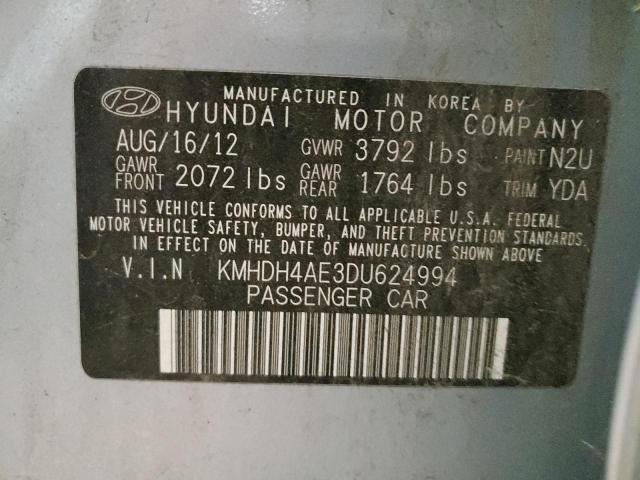 MANUFACTURED IN KOREA BY
HYUNDAI MOTOR COMPANY
AUG/16/12 GVWR 3792 lbs PAINT N2U
GAWR FRONT 2072 lbs GAWR REAR 1764 lbs TRIM YDA
THIS VEHICLE CONFORMS TO ALL APPLICABLE U.S.A. FEDERAL
MOTOR VEHICLE SAFETY, BUMPER, AND THEFT PREVENTION STANDARDS
IN EFFECT ON THE DATE OF MANUFACTURE SHOWN ABOVE
V.I.N KMHDH4AE3DU624994
PASSENGER CAR